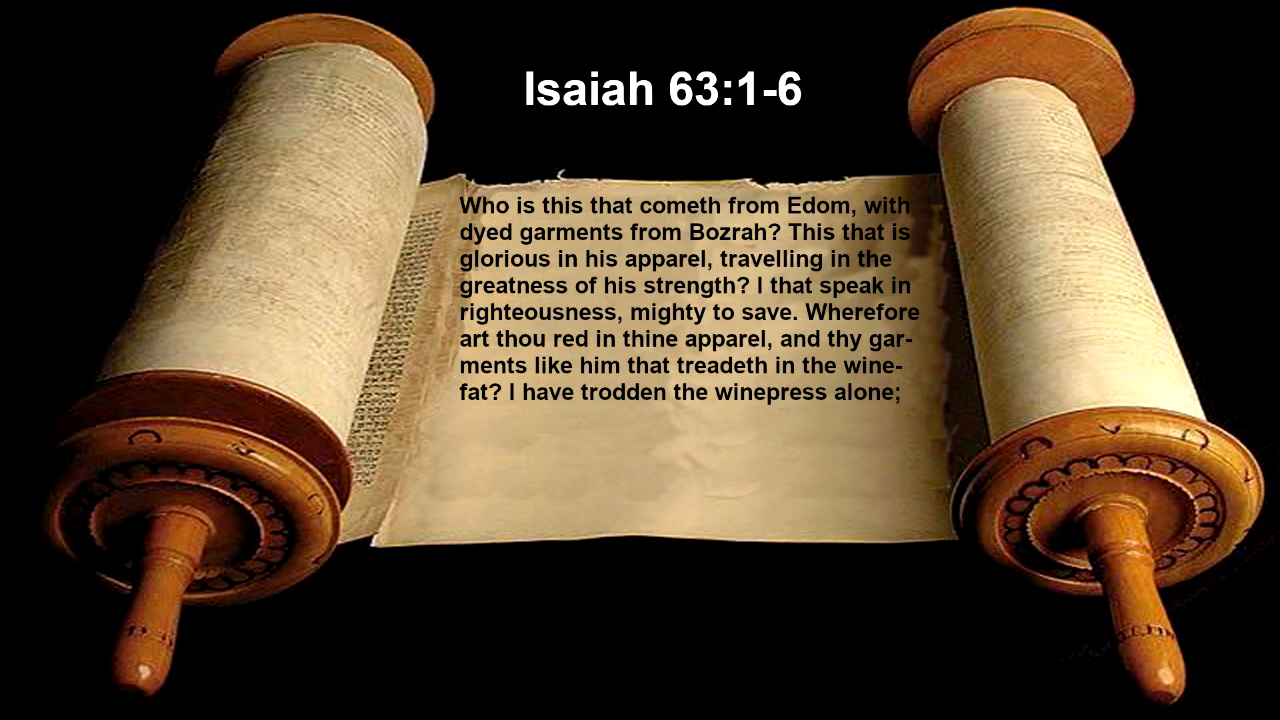 Isaiah 63:1-6
Who is this that cometh from Edom, with
dyed garments from Bozrah? This that is
glorious in his apparel, travelling in the
greatness of his strength? I that speak in
righteousness, mighty to save. Wherefore
art thou red in thine apparel, and thy gar-
ments like him that treadeth in the wine-
fat? I have trodden the winepress alone;